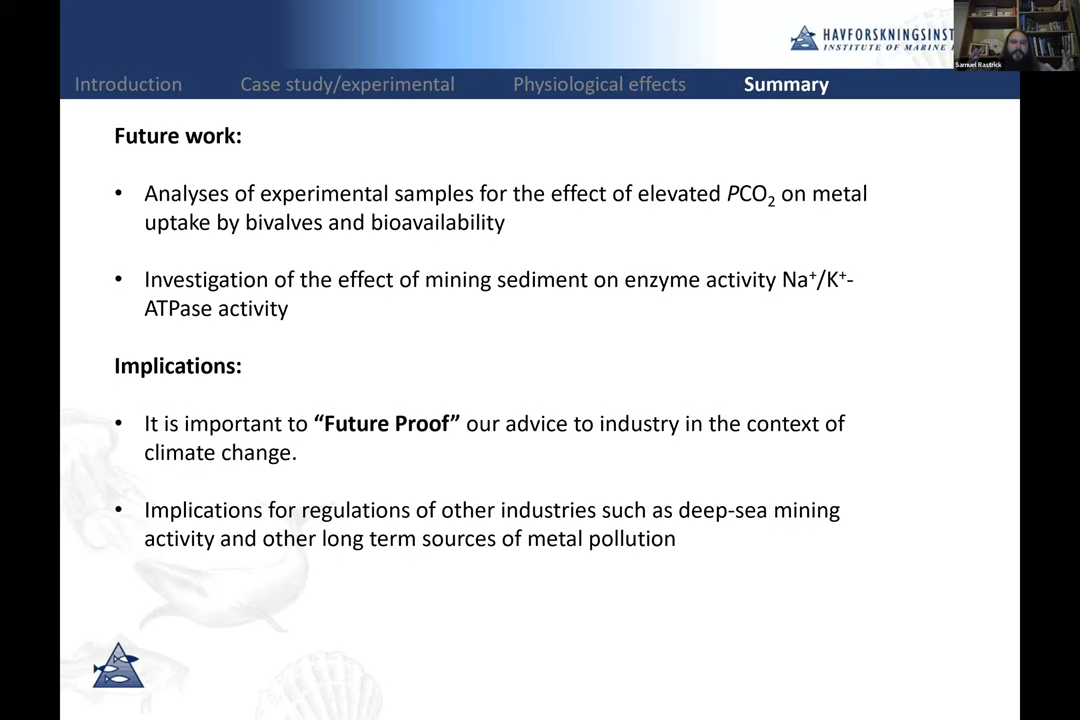 HAVFORSKNINGSINST
INSTITUTE OF MARINE
Samuel Rastrick
Introduction Case study/experimental Physiological effects Summary
Future work:
• Analyses of experimental samples for the effect of elevated PCO₂ on metal
uptake by bivalves and bioavailability
• Investigation of the effect of mining sediment on enzyme activity Na⁺/K⁺-
ATPase activity
Implications:
• It is important to “Future Proof” our advice to industry in the context of
climate change.
• Implications for regulations of other industries such as deep-sea mining
activity and other long term sources of metal pollution